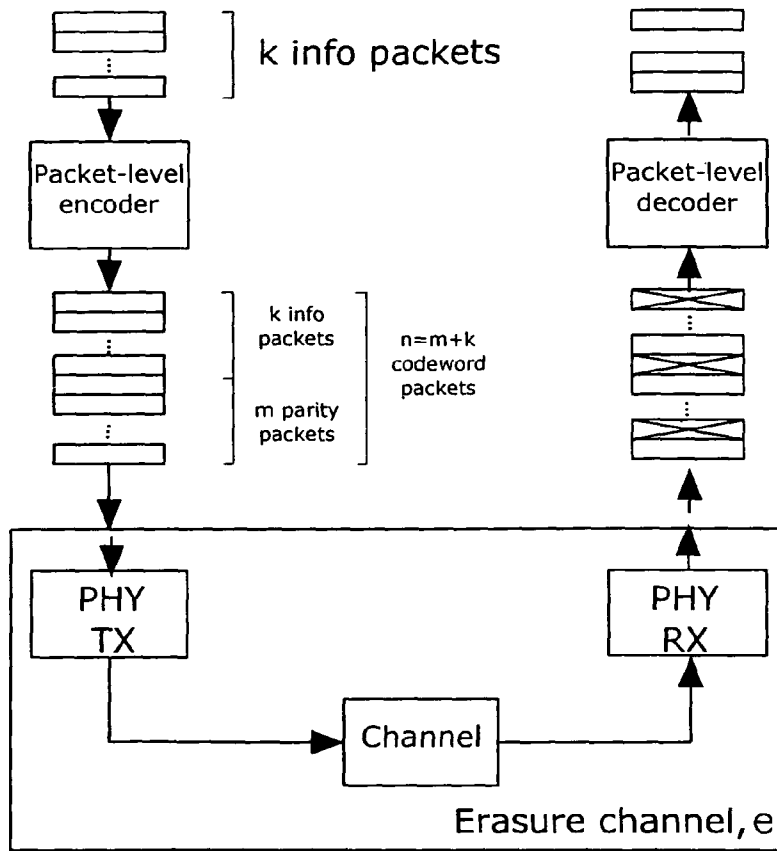 k info packets
Packet-level
encoder
k info
packets
m parity
packets
n=m+k
codeword
packets
Packet-level
decoder
PHY
TX
Channel
PHY
RX
Erasure channel, e